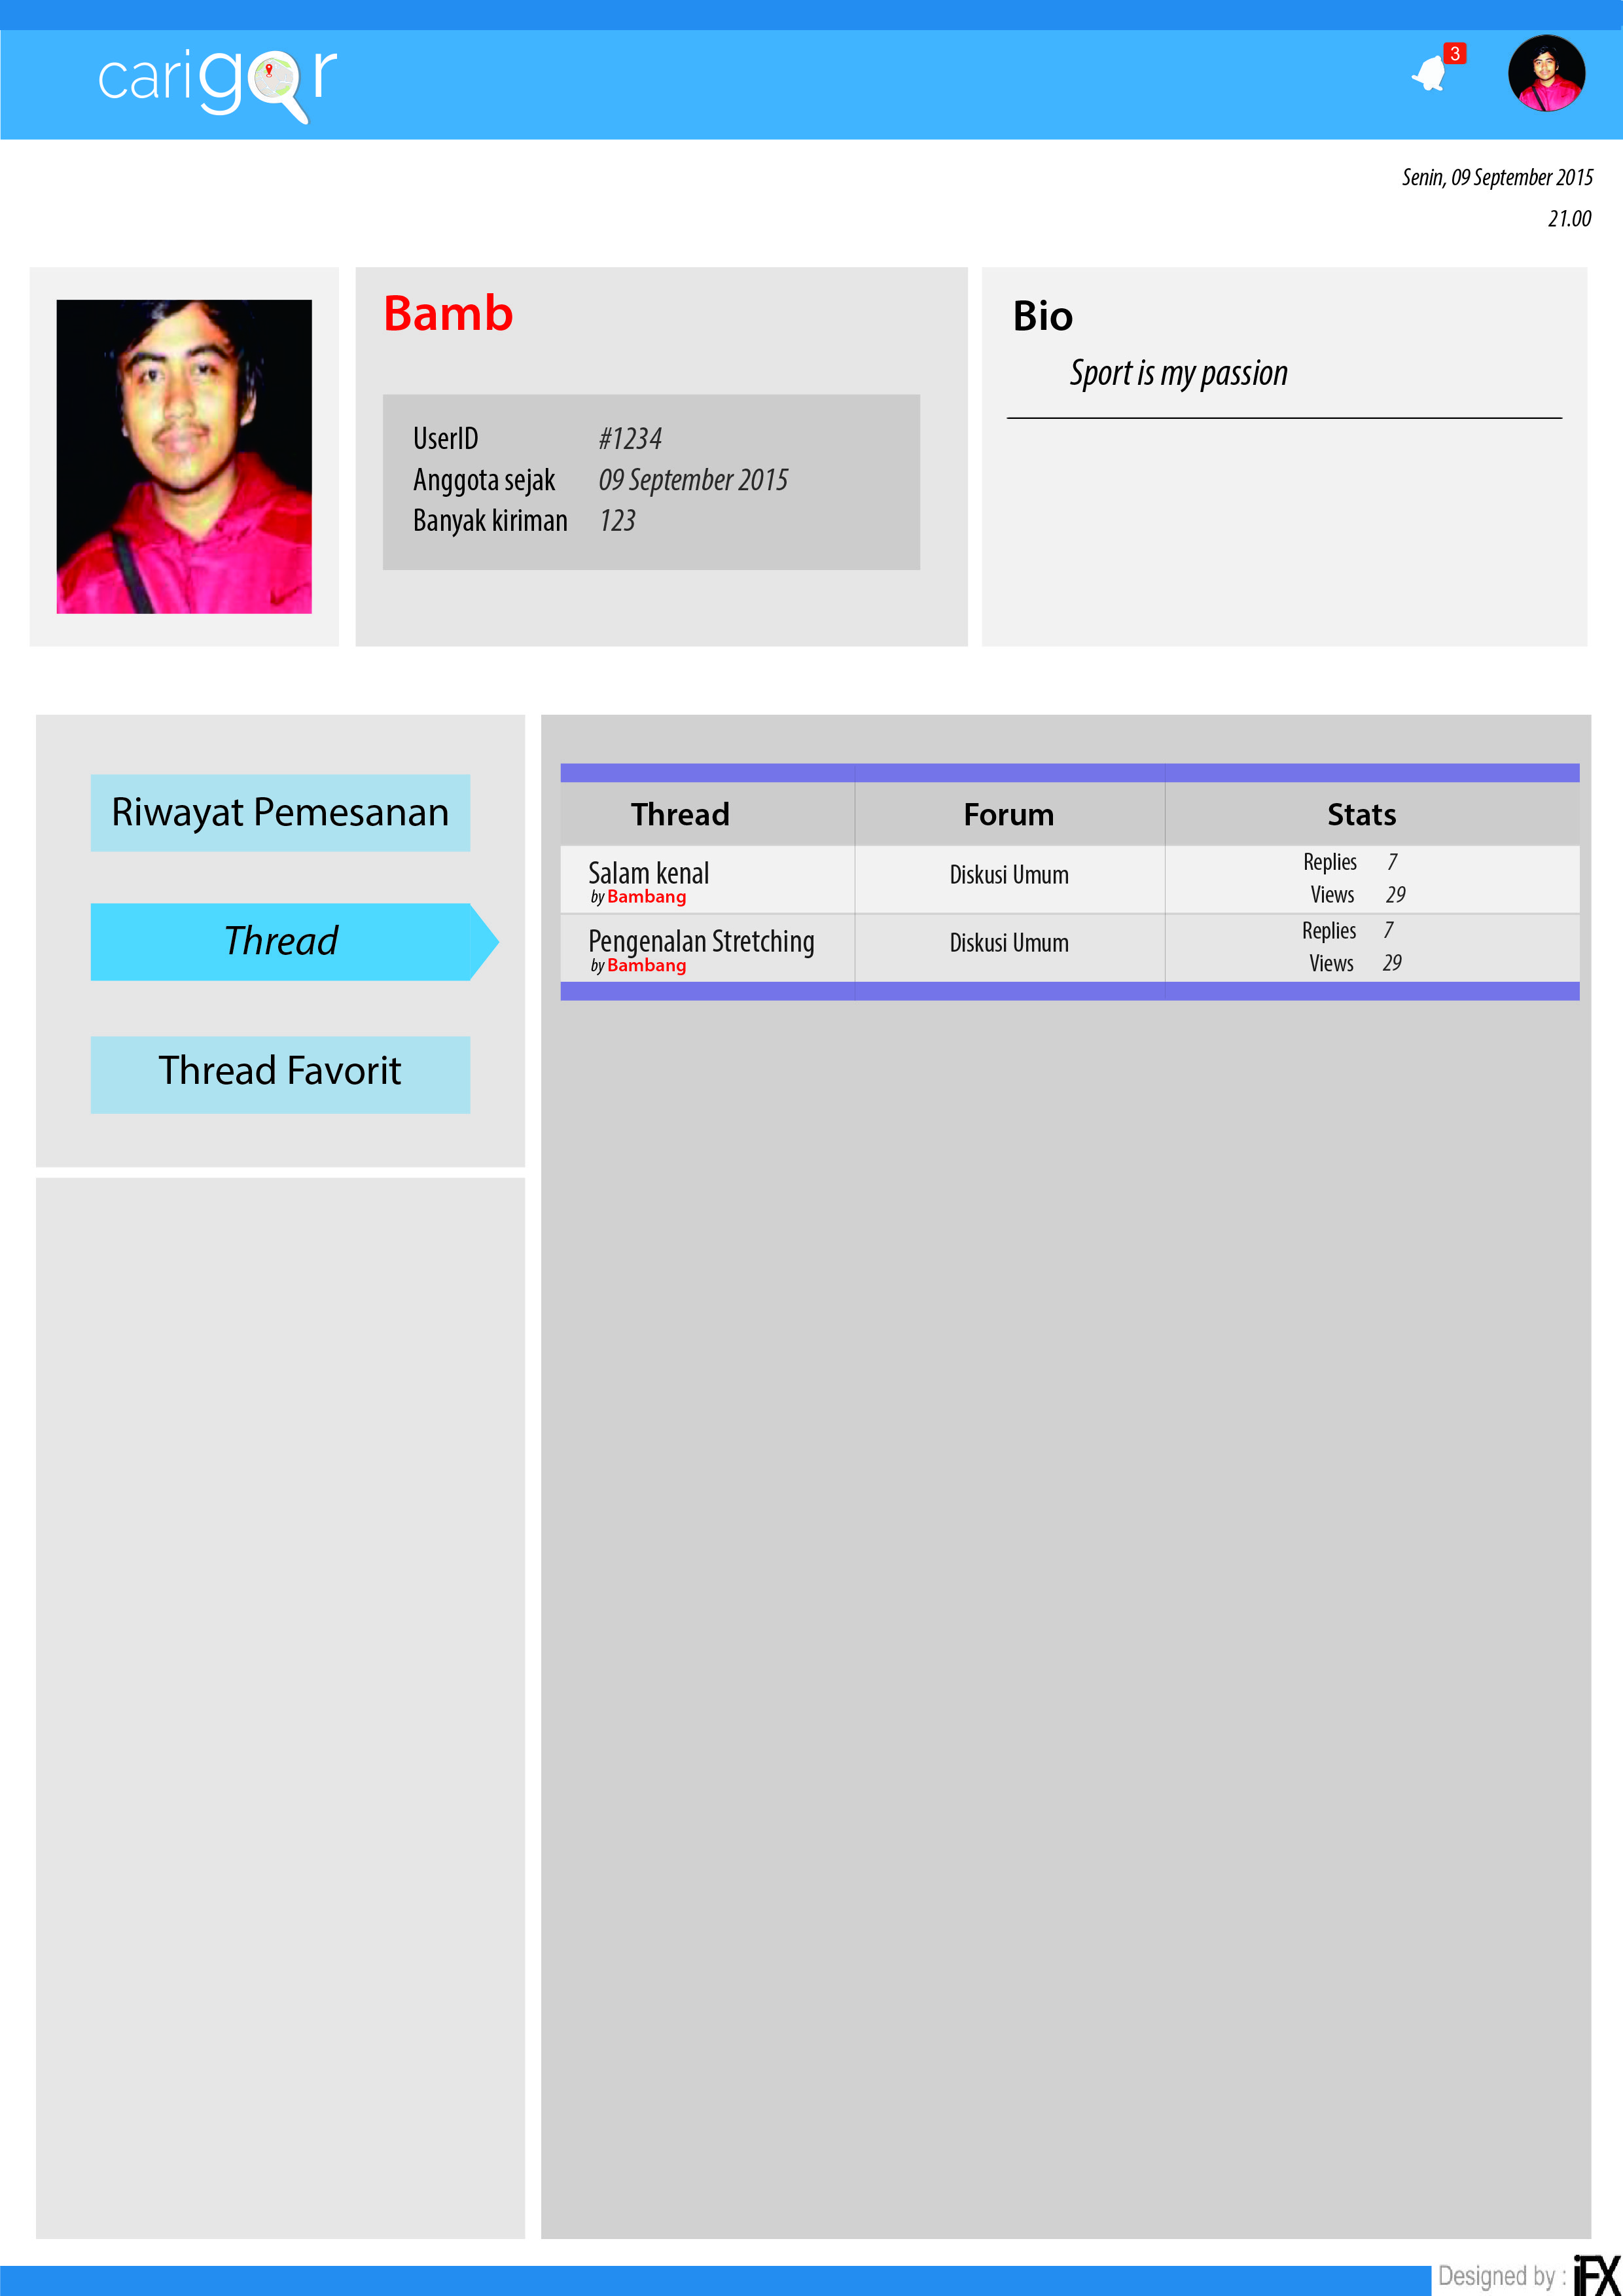 carigor
3
Senin, 09 September 2015
21.00
Bamb
UserID #1234
Anggota sejak 09 September 2015
Banyak kiriman 123
Bio
Sport is my passion
Riwayat Pemesanan
Thread
Thread Favorit
Thread Forum Stats
Salam kenal Diskusi Umum Replies 7
by Bambang Views 29
Pengenalan Stretching Diskusi Umum Replies 7
by Bambang Views 29
Designed by : iFX